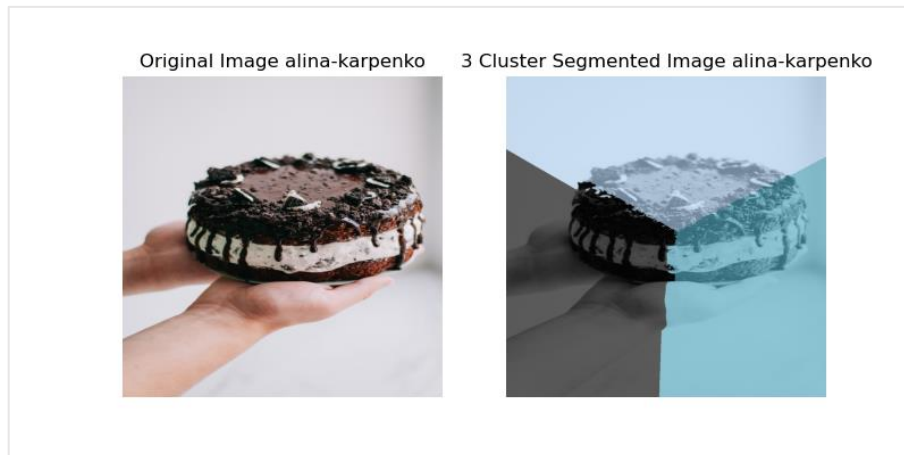 Original Image alina-karpenko
3 Cluster Segmented Image alina-karpenko